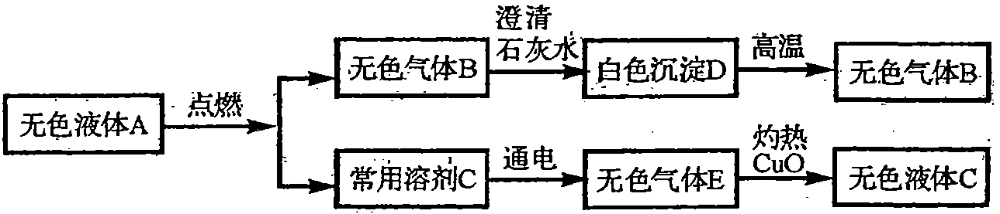 澄清
石灰水
高温
无色气体B
白色沉淀D
无色气体B
无色液体A
点燃
常用溶剂C
通电
无色气体E
灼热
CuO
无色液体C